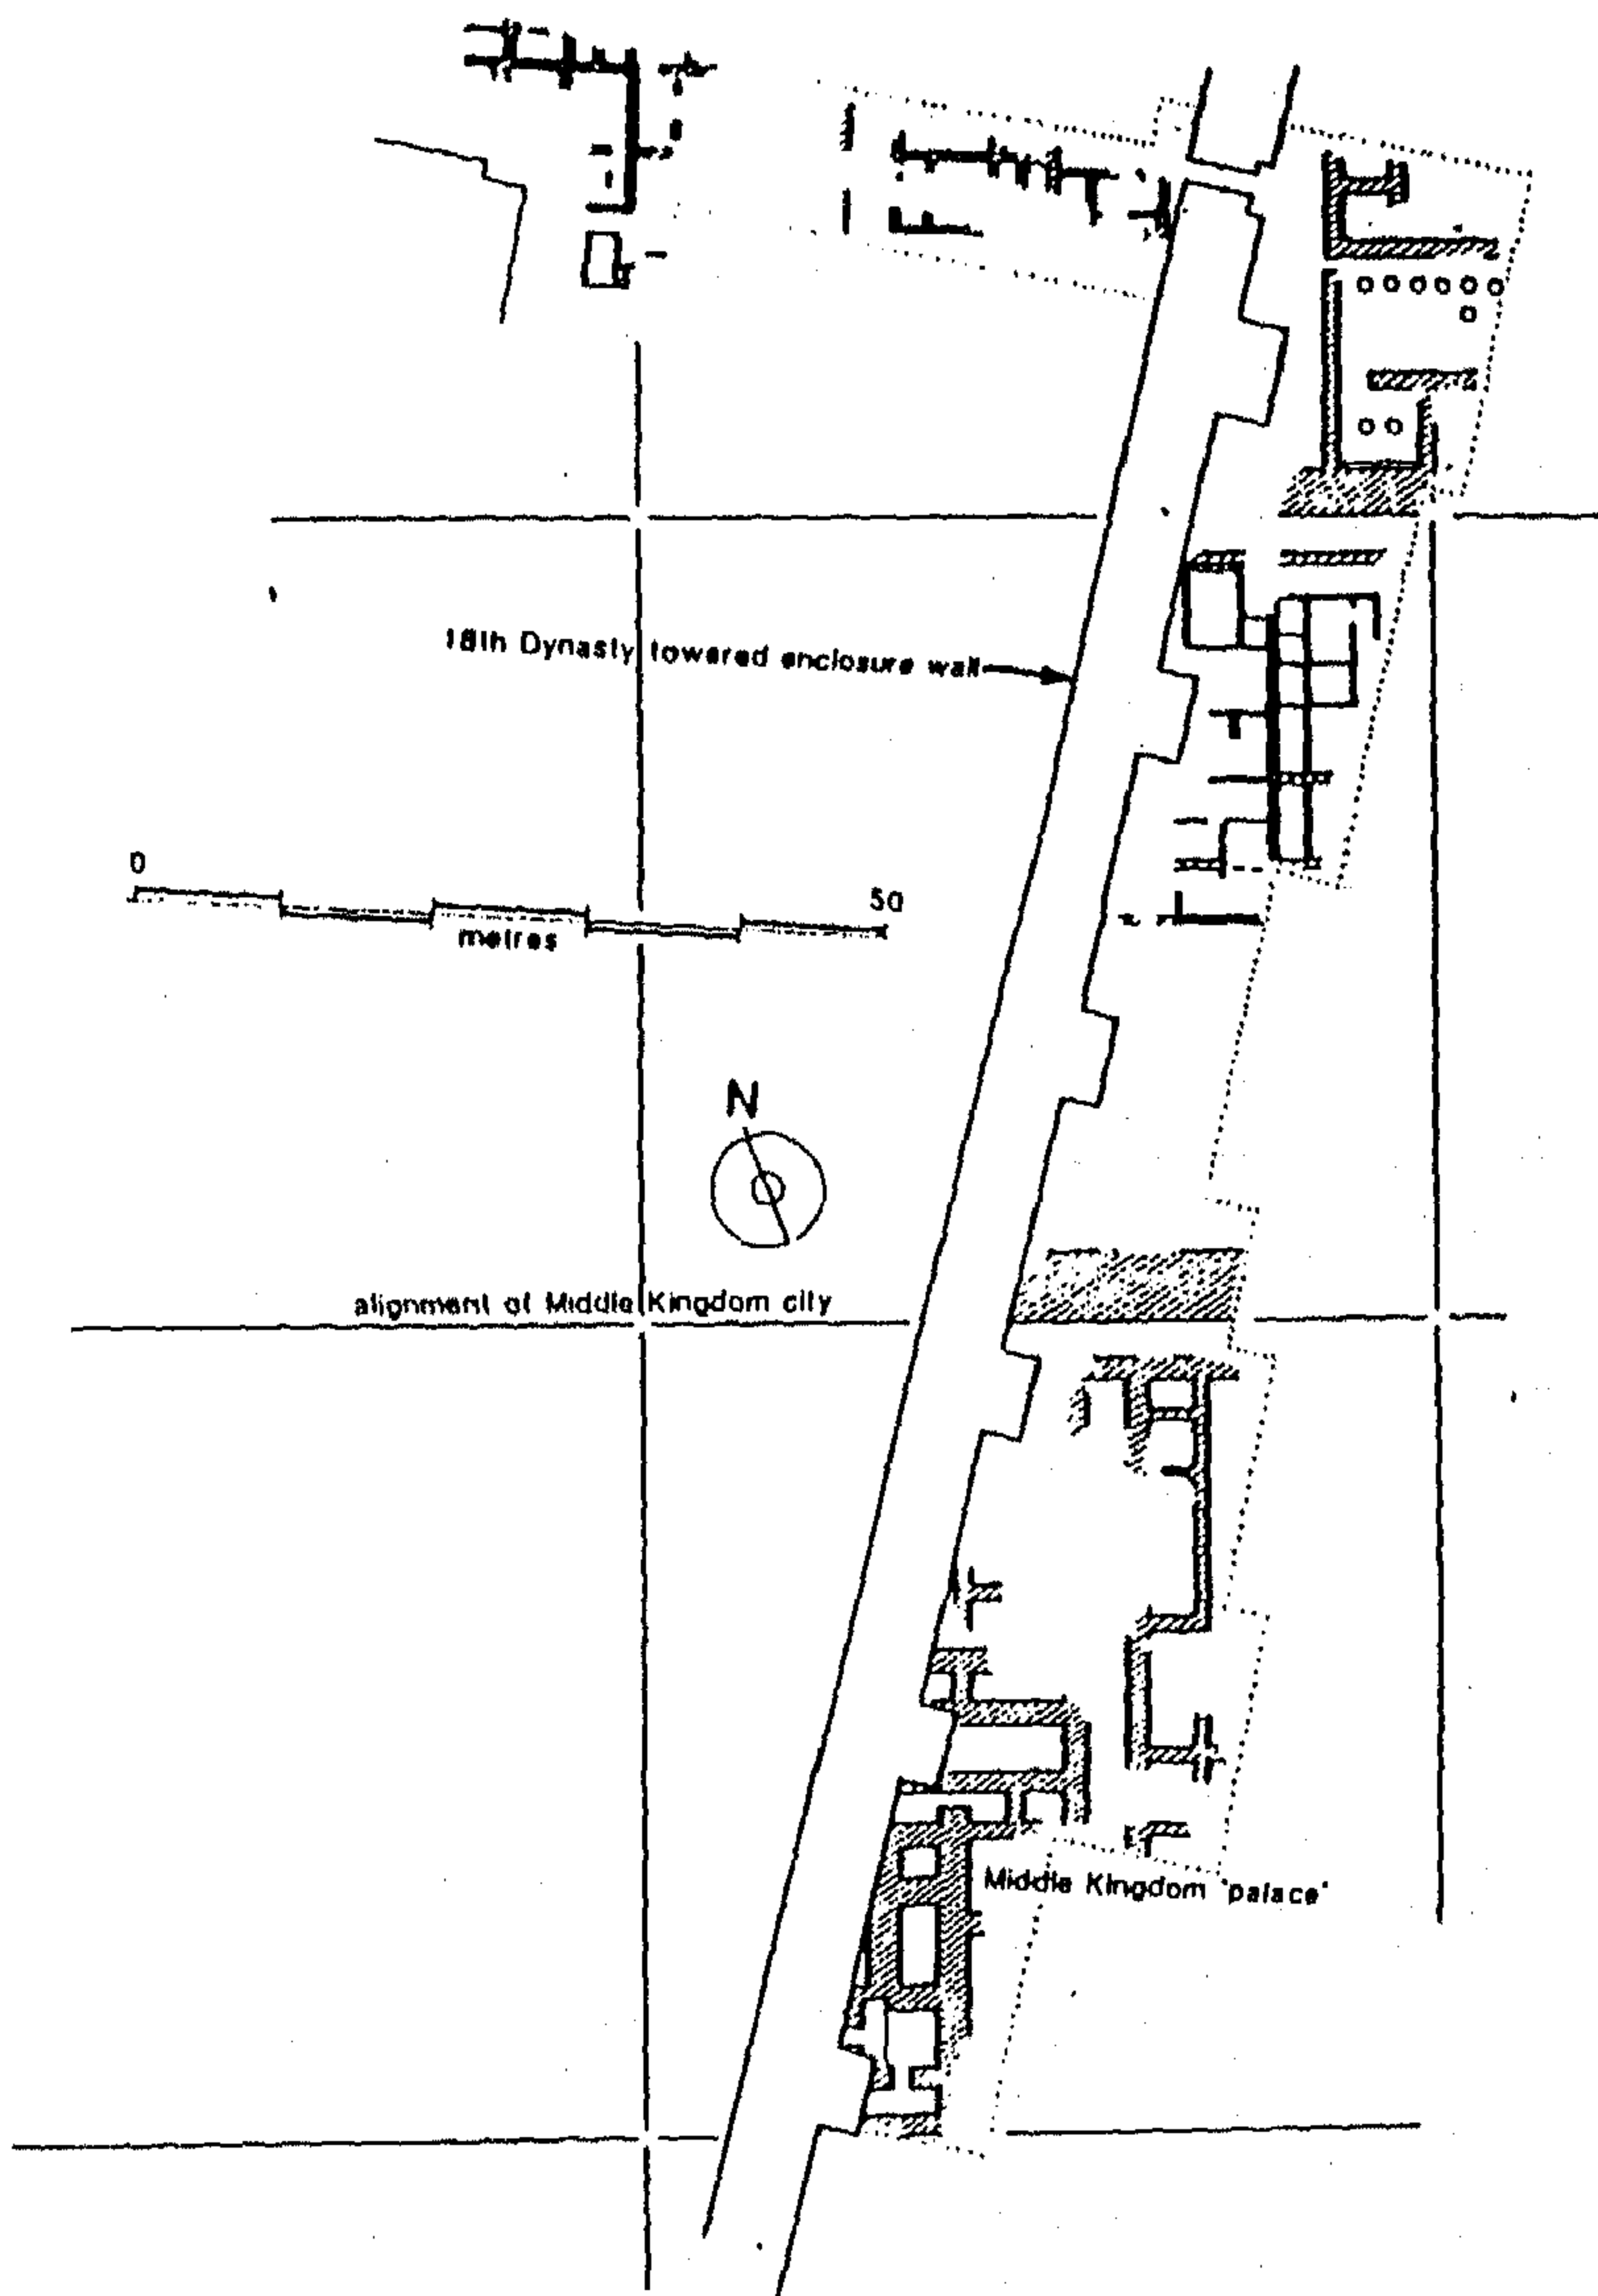 18th Dynasty towered enclosure wall
0
50
metres
N
alignment of Middle Kingdom city
Middle Kingdom 'palace'